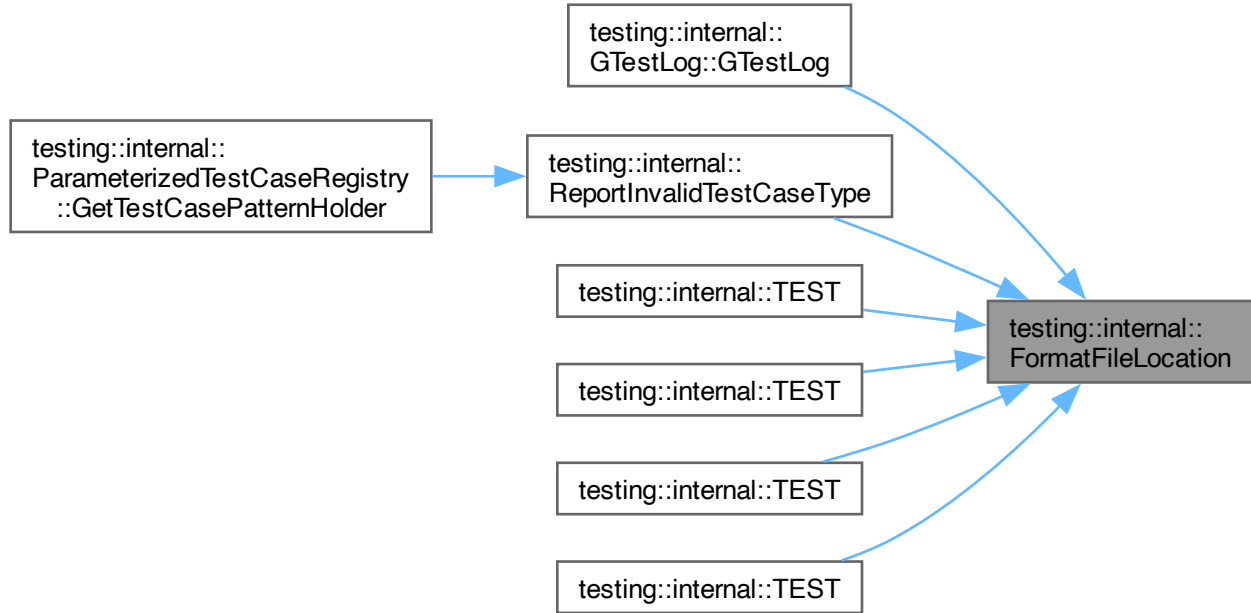 testing::internal::
GTestLog::GTestLog
testing::internal::
ParameterizedTestCaseRegistry
::GetTestCasePatternHolder
testing::internal::
ReportInvalidTestCaseType
testing::internal::TEST
testing::internal::
FormatFileLocation
testing::internal::TEST
testing::internal::TEST
testing::internal::TEST